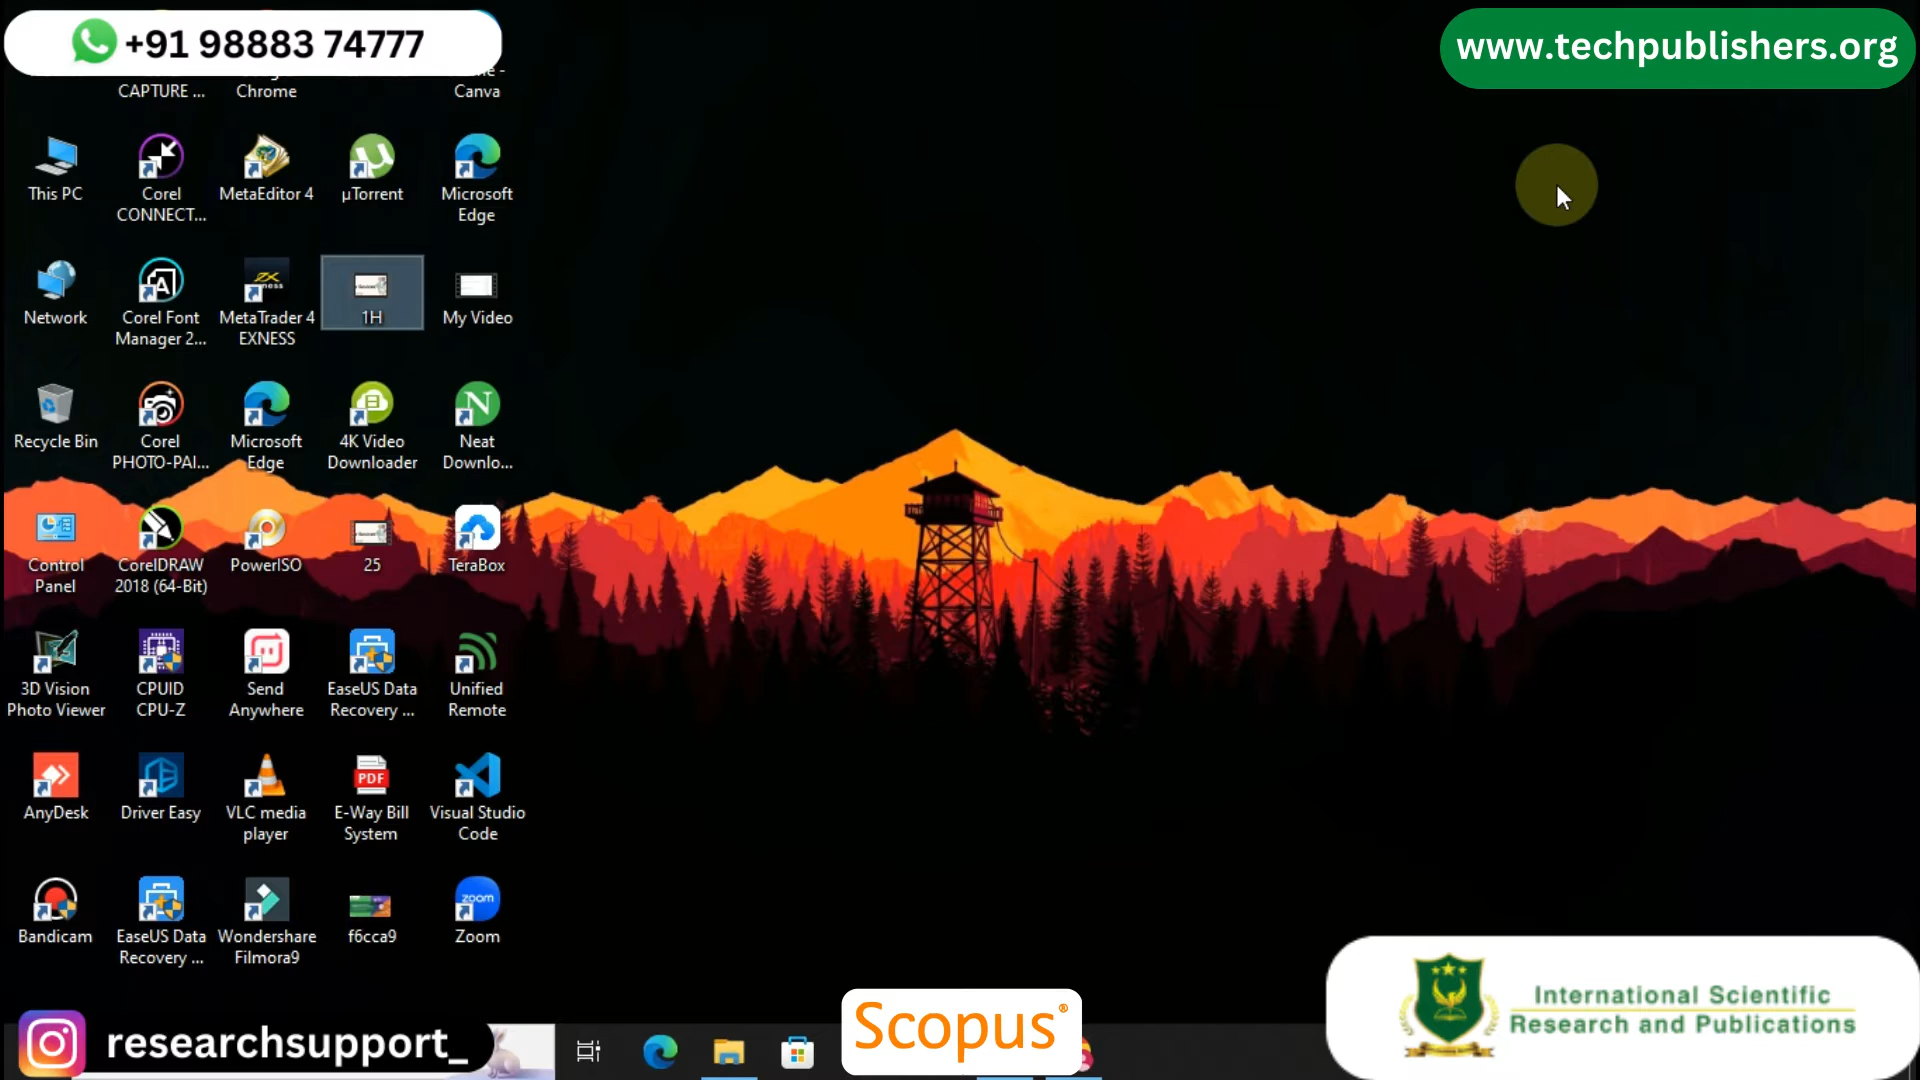 +91 98883 74777
www.techpublishers.org
CAPTURE ...
Chrome
Canva
This PC
Corel
CONNECT...
MetaEditor 4
µTorrent
Microsoft
Edge
Network
Corel Font
Manager 2...
MetaTrader 4
EXNESS
1H
My Video
Recycle Bin
Corel
PHOTO-PAI...
Microsoft
Edge
4K Video
Downloader
Neat
Downlo...
Control
Panel
CorelDRAW
2018 (64-Bit)
PowerISO
25
TeraBox
3D Vision
Photo Viewer
CPUID
CPU-Z
Send
Anywhere
EaseUS Data
Recovery ...
Unified
Remote
AnyDesk
Driver Easy
VLC media
player
PDF
E-Way Bill
System
Visual Studio
Code
zoom
Bandicam
EaseUS Data
Recovery ...
Wondershare
Filmora9
f6cca9
Zoom
researchsupport_
Scopus®
International Scientific
Research and Publications